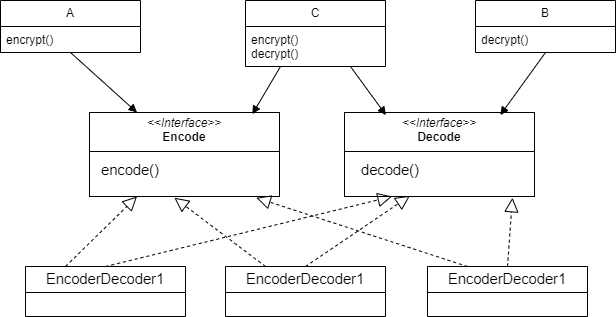 A
encrypt()
C
encrypt()
decrypt()
B
decrypt()
<<Interface>>
Encode
encode()
<<Interface>>
Decode
decode()
EncoderDecoder1
EncoderDecoder1
EncoderDecoder1